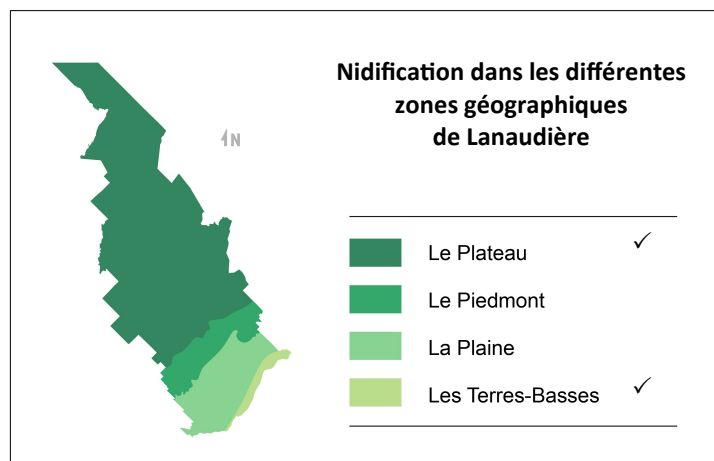 Nidification dans les différentes
zones géographiques
de Lanaudière
N
Le Plateau ✓
Le Piedmont
La Plaine
Les Terres-Basses ✓